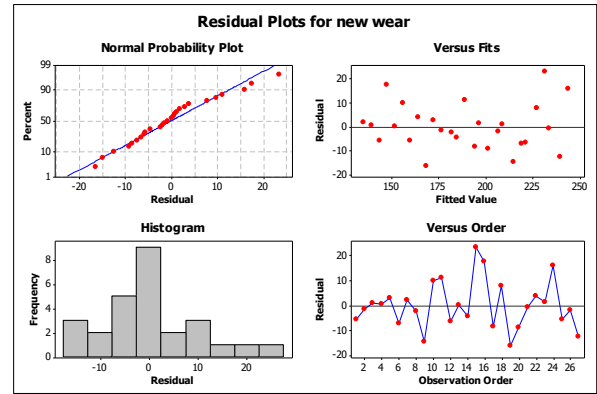 Residual Plots for new wear
Normal Probability Plot
99
90
50
10
1
Percent
-20 -10 0 10 20
Residual
Versus Fits
20
10
0
-10
-20
Residual
150 175 200 225 250
Fitted Value
Histogram
8
6
4
2
0
Frequency
-10 0 10 20
Residual
Versus Order
20
10
0
-10
-20
Residual
2 4 6 8 10 12 14 16 18 20 22 24 26
Observation Order